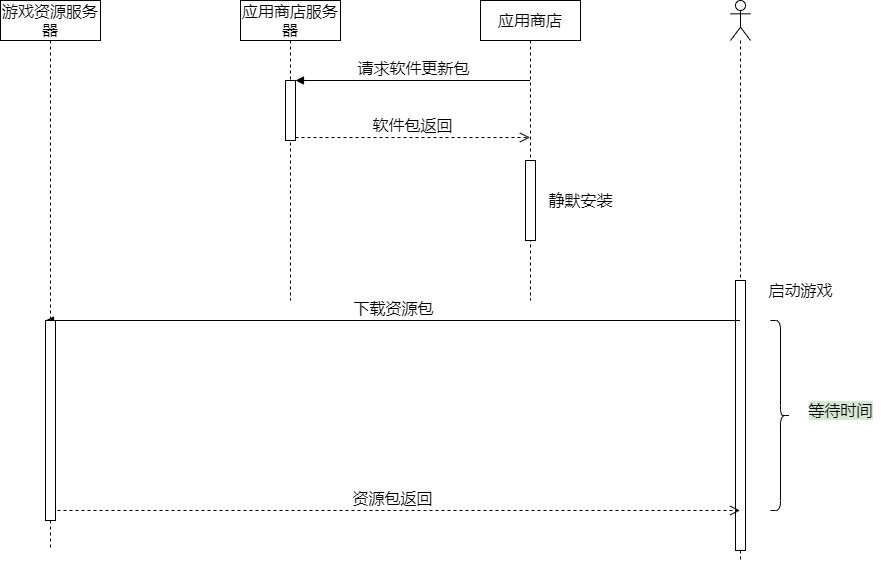 游戏资源服务
器
应用商店服务
器
应用商店
请求软件更新包
软件包返回
静默安装
启动游戏
下载资源包
等待时间
资源包返回